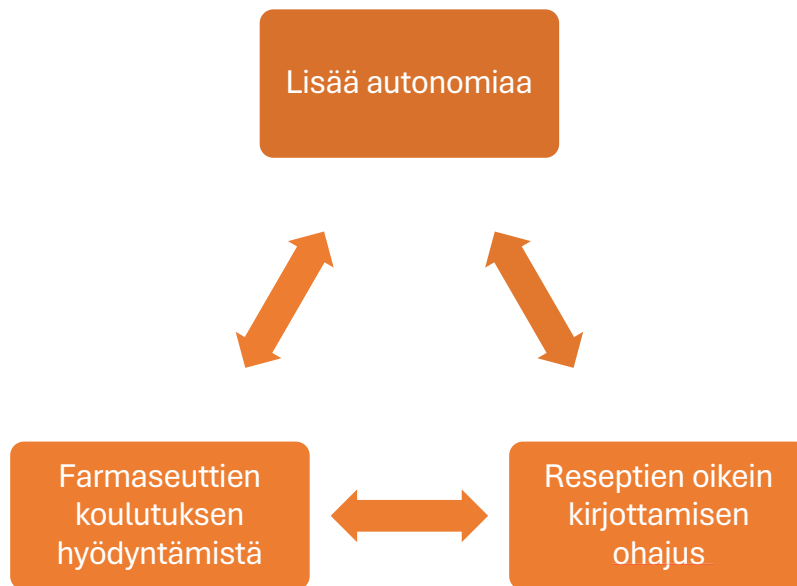 Lisää autonomiaa
Farmaseuttien
koulutuksen
hyödyntämistä
Reseptien oikein
kirjottamisen
ohajus